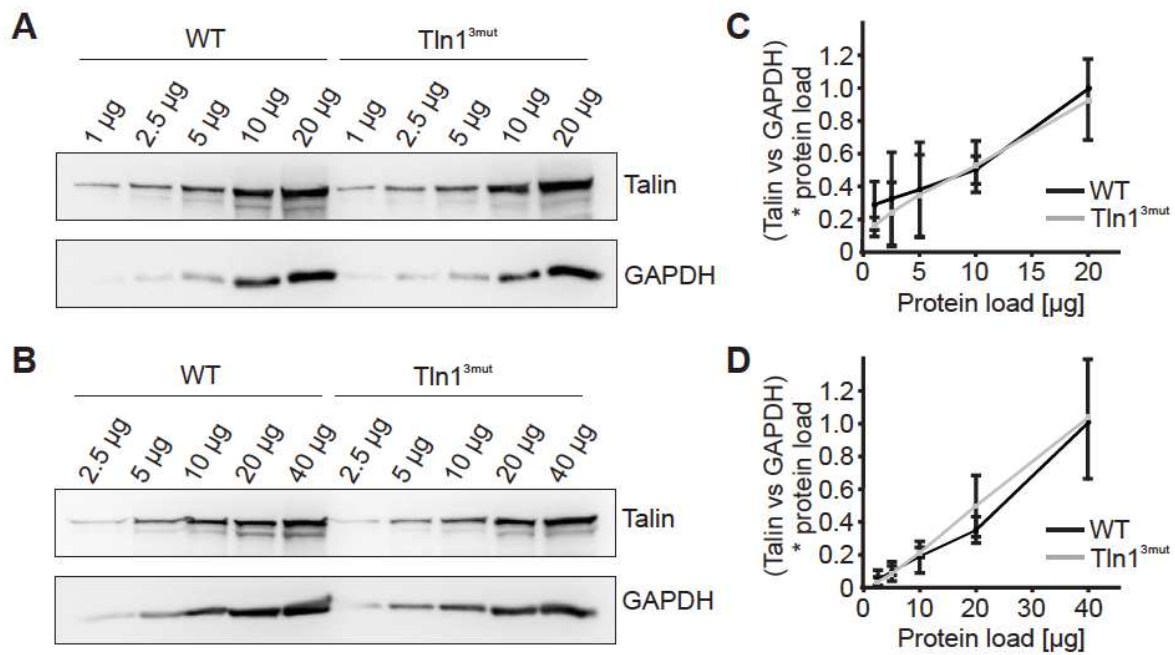 A
WT Tln1³ᵐᵘᵗ
1 µg 2.5 µg 5 µg 10 µg 20 µg 1 µg 2.5 µg 5 µg 10 µg 20 µg
Talin
GAPDH
B
WT Tln1³ᵐᵘᵗ
2.5 µg 5 µg 10 µg 20 µg 40 µg 2.5 µg 5 µg 10 µg 20 µg 40 µg
Talin
GAPDH
C
(Talin vs GAPDH)
* protein load
1.2
1.0
0.8
0.6
0.4
0.2
0
WT
Tln1³ᵐᵘᵗ
0 5 10 15 20
Protein load [µg]
D
(Talin vs GAPDH)
* protein load
1.2
1.0
0.8
0.6
0.4
0.2
0
WT
Tln1³ᵐᵘᵗ
0 10 20 30 40
Protein load [µg]